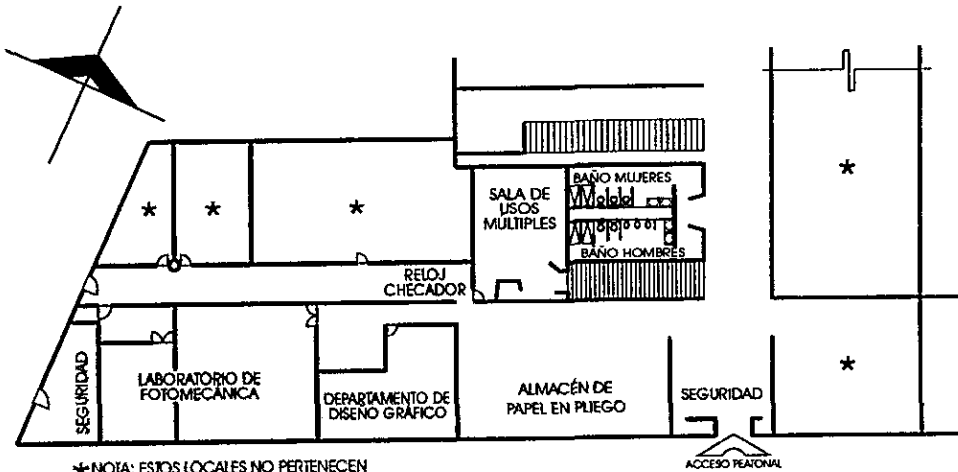 BAÑO MUJERES
SALA DE
USOS
MÚLTIPLES
BAÑO HOMBRES
RELOJ
CHECADOR
SEGURIDAD
LABORATORIO DE
FOTOMECÁNICA
DEPARTAMENTO DE
DISEÑO GRÁFICO
ALMACÉN DE
PAPEL EN PLIEGO
SEGURIDAD
ACCESO PEATONAL
* NOTA: ESTOS LOCALES NO PERTENECEN